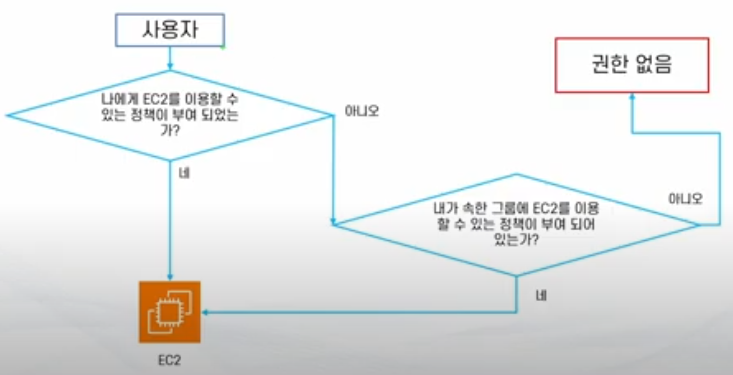 사용자
나에게 EC2를 이용할 수
있는 정책이 부여 되었는
가?
아니오
네
권한 없음
내가 속한 그룹에 EC2를 이용
할 수 있는 정책이 부여 되어
있는가?
아니오
네
EC2